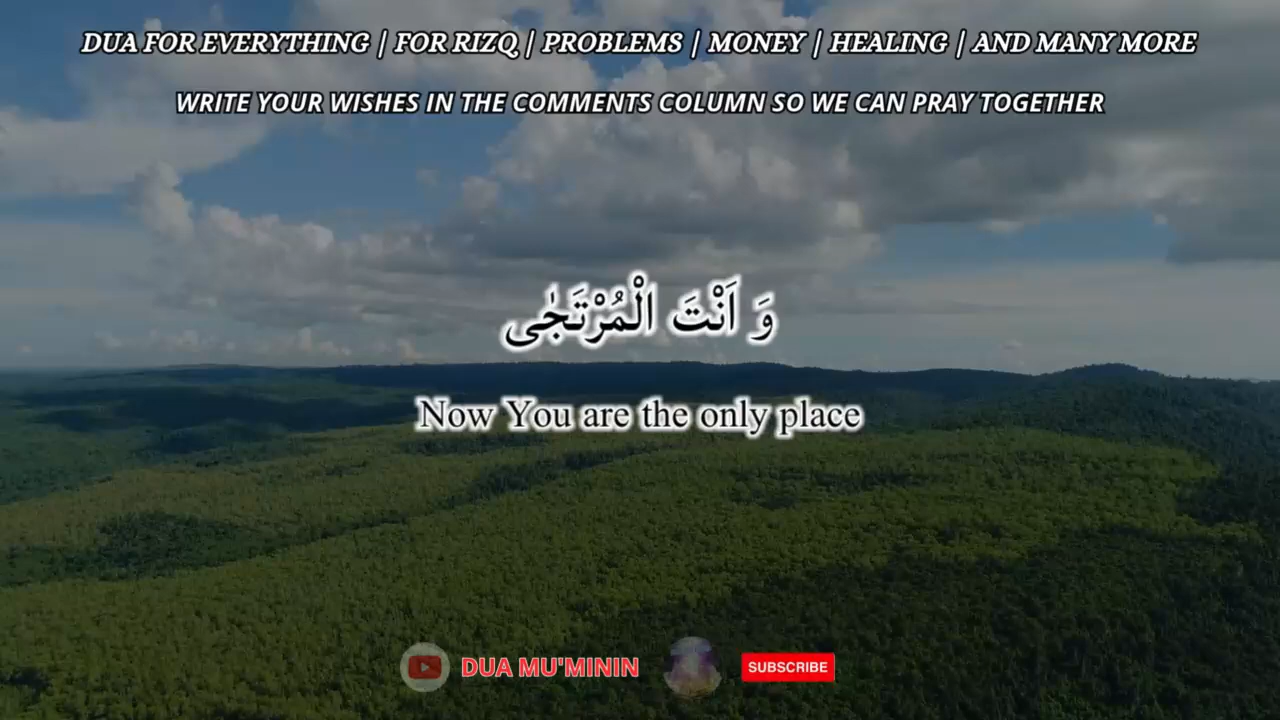 DUA FOR EVERYTHING | FOR RIZQ | PROBLEMS | MONEY | HEALING | AND MANY MORE
WRITE YOUR WISHES IN THE COMMENTS COLUMN SO WE CAN PRAY TOGETHER
وَ اَنْتَ الْمُرْتَجٰى
Now You are the only place
DUA MU'MININ
SUBSCRIBE